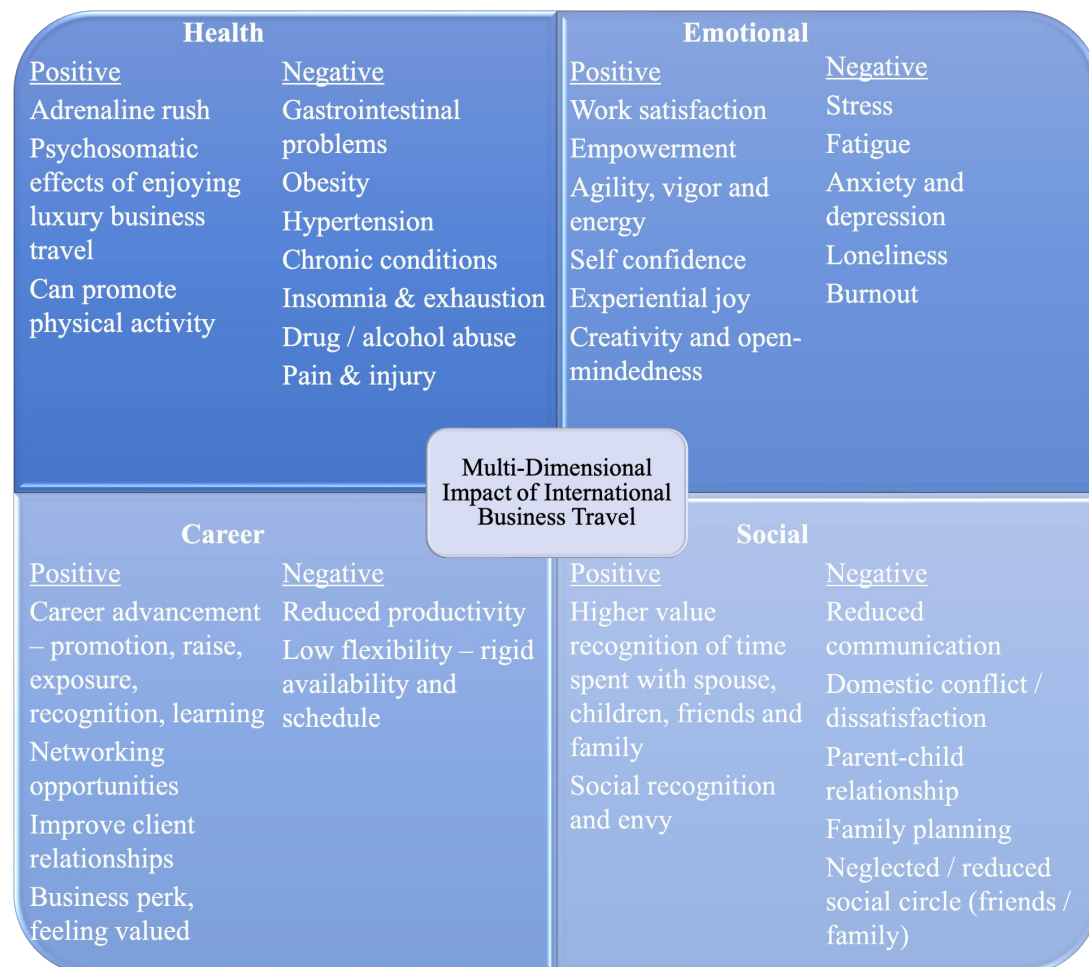 Health
Positive
Adrenaline rush
Psychosomatic
effects of enjoying
luxury business
travel
Can promote
physical activity
Negative
Gastrointestinal
problems
Obesity
Hypertension
Chronic conditions
Insomnia & exhaustion
Drug / alcohol abuse
Pain & injury
Emotional
Positive
Work satisfaction
Empowerment
Agility, vigor and
energy
Self confidence
Experiential joy
Creativity and open-
mindedness
Negative
Stress
Fatigue
Anxiety and
depression
Loneliness
Burnout
Multi-Dimensional
Impact of International
Business Travel
Career
Positive
Career advancement
– promotion, raise,
exposure,
recognition, learning
Networking
opportunities
Improve client
relationships
Business perk,
feeling valued
Negative
Reduced productivity
Low flexibility – rigid
availability and
schedule
Social
Positive
Higher value
recognition of time
spent with spouse,
children, friends and
family
Social recognition
and envy
Negative
Reduced
communication
Domestic conflict /
dissatisfaction
Parent-child
relationship
Family planning
Neglected / reduced
social circle (friends /
family)